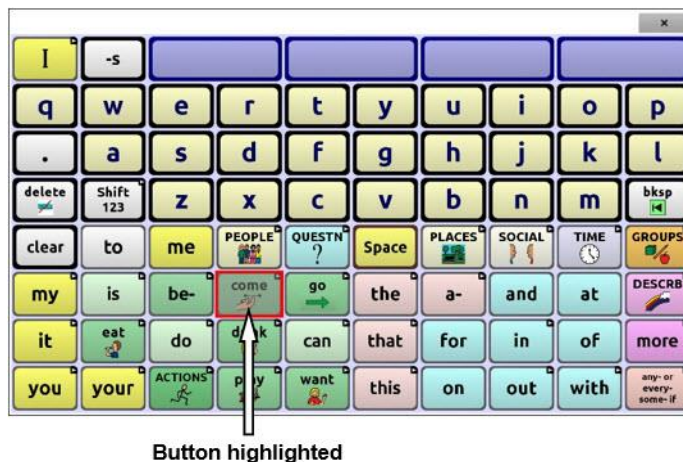 ×
I -s
q w e r t y u i o p
. a s d f g h j k l
delete Shift 123 z x c v b n m bksp
clear to me PEOPLE QUESTN ? Space PLACES SOCIAL TIME GROUPS
my is be- come go the a- and at DESCRB
it eat do can that for in of more
you your ACTIONS want this on out with any- or every- some- if
Button highlighted